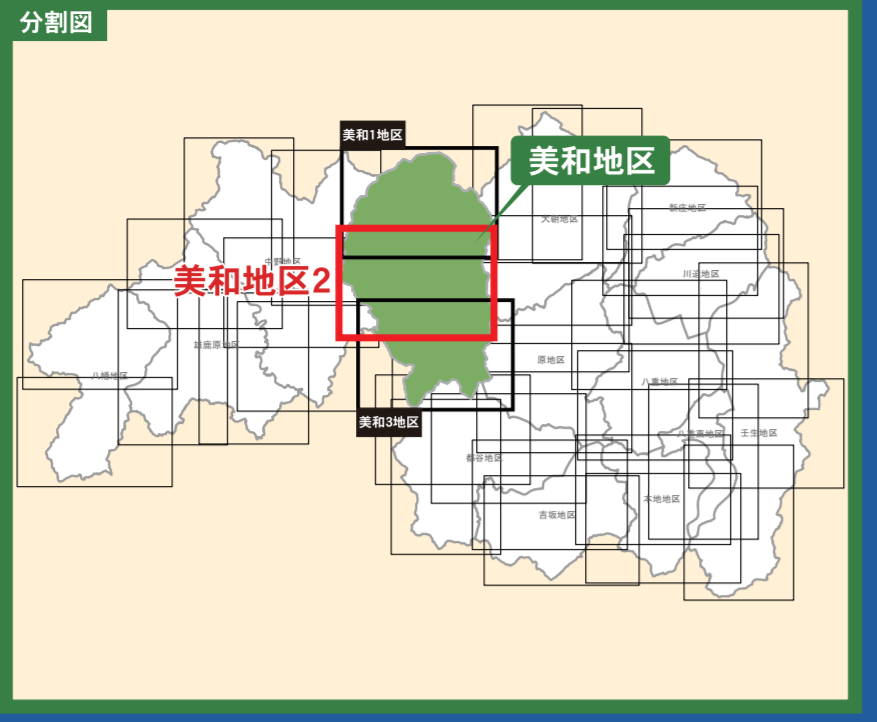 分割図
美和1地区
美和地区
大朝地区
新庄地区
中野地区
川迫地区
美和地区2
雄鹿原地区
原地区
八幡地区
八重地区
美和3地区
八重東地区
壬生地区
都谷地区
本地地区
吉坂地区